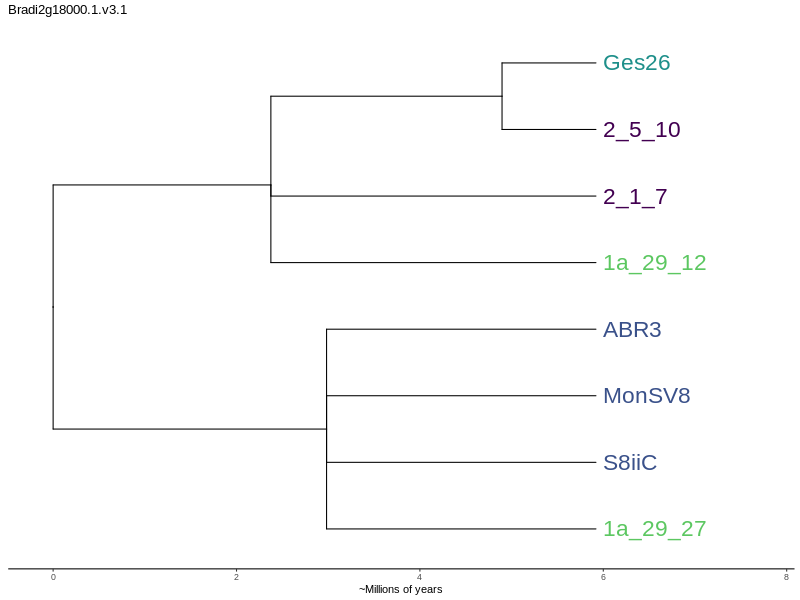 Bradi2g18000.1.v3.1
Ges26
2_5_10
2_1_7
1a_29_12
ABR3
MonSV8
S8iiC
1a_29_27
0 2 4 6 8
~Millions of years